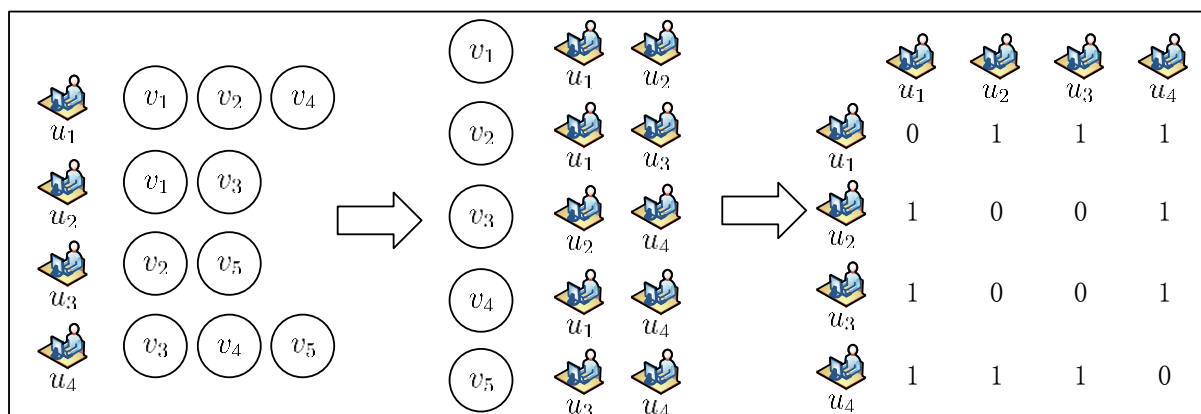 u₁ v₁ v₂ v₄
u₂ v₁ v₃
u₃ v₂ v₅
u₄ v₃ v₄ v₅
v₁ u₁ u₂
v₂ u₁ u₃
v₃ u₂ u₄
v₄ u₁ u₄
v₅ u₃ u₄
u₁ u₂ u₃ u₄
u₁ 0 1 1 1
u₂ 1 0 0 1
u₃ 1 0 0 1
u₄ 1 1 1 0